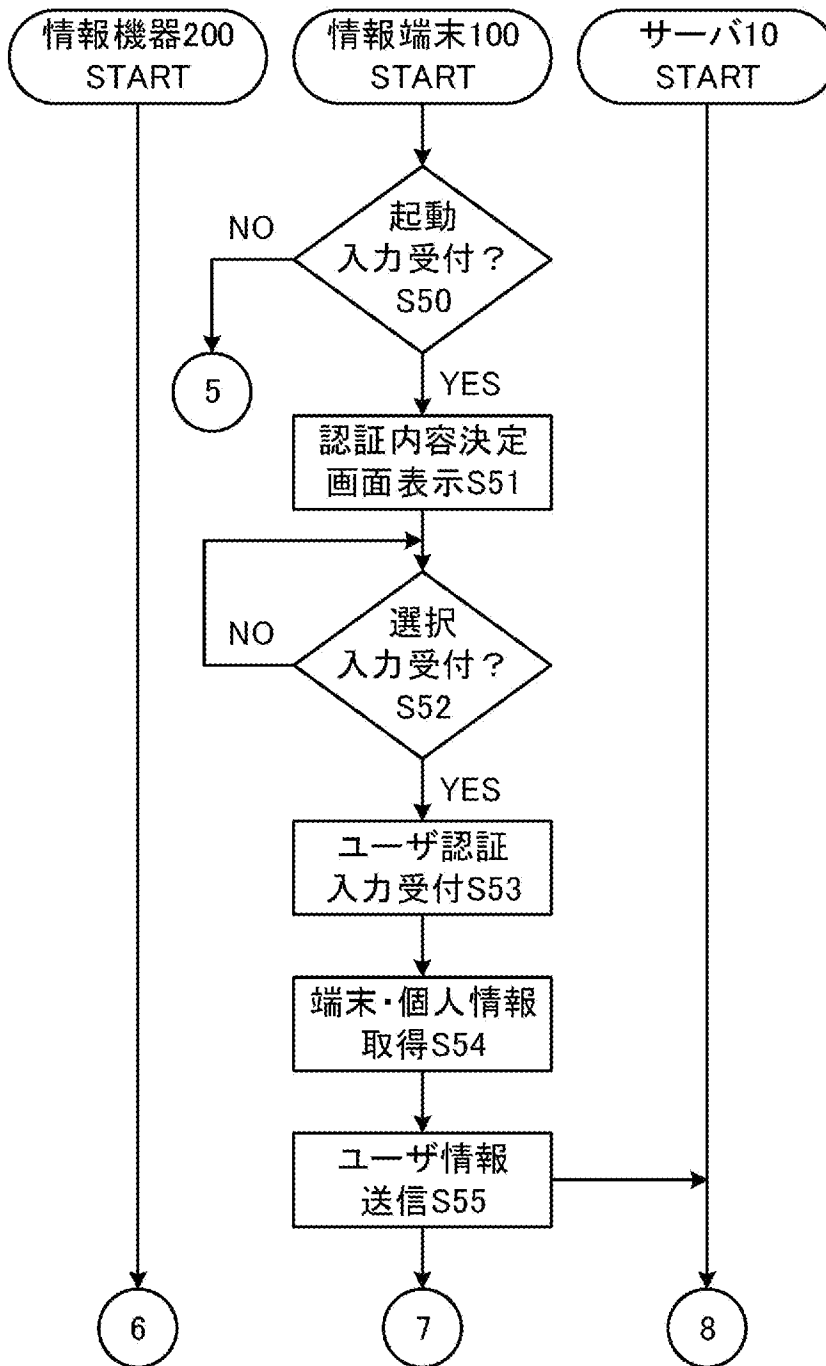 情報機器200
START
情報端末100
START
サーバ10
START
起動
入力受付？
S50
NO
YES
5
認証内容決定
画面表示S51
選択
入力受付？
S52
NO
YES
ユーザ認証
入力受付S53
端末・個人情報
取得S54
ユーザ情報
送信S55
6
7
8